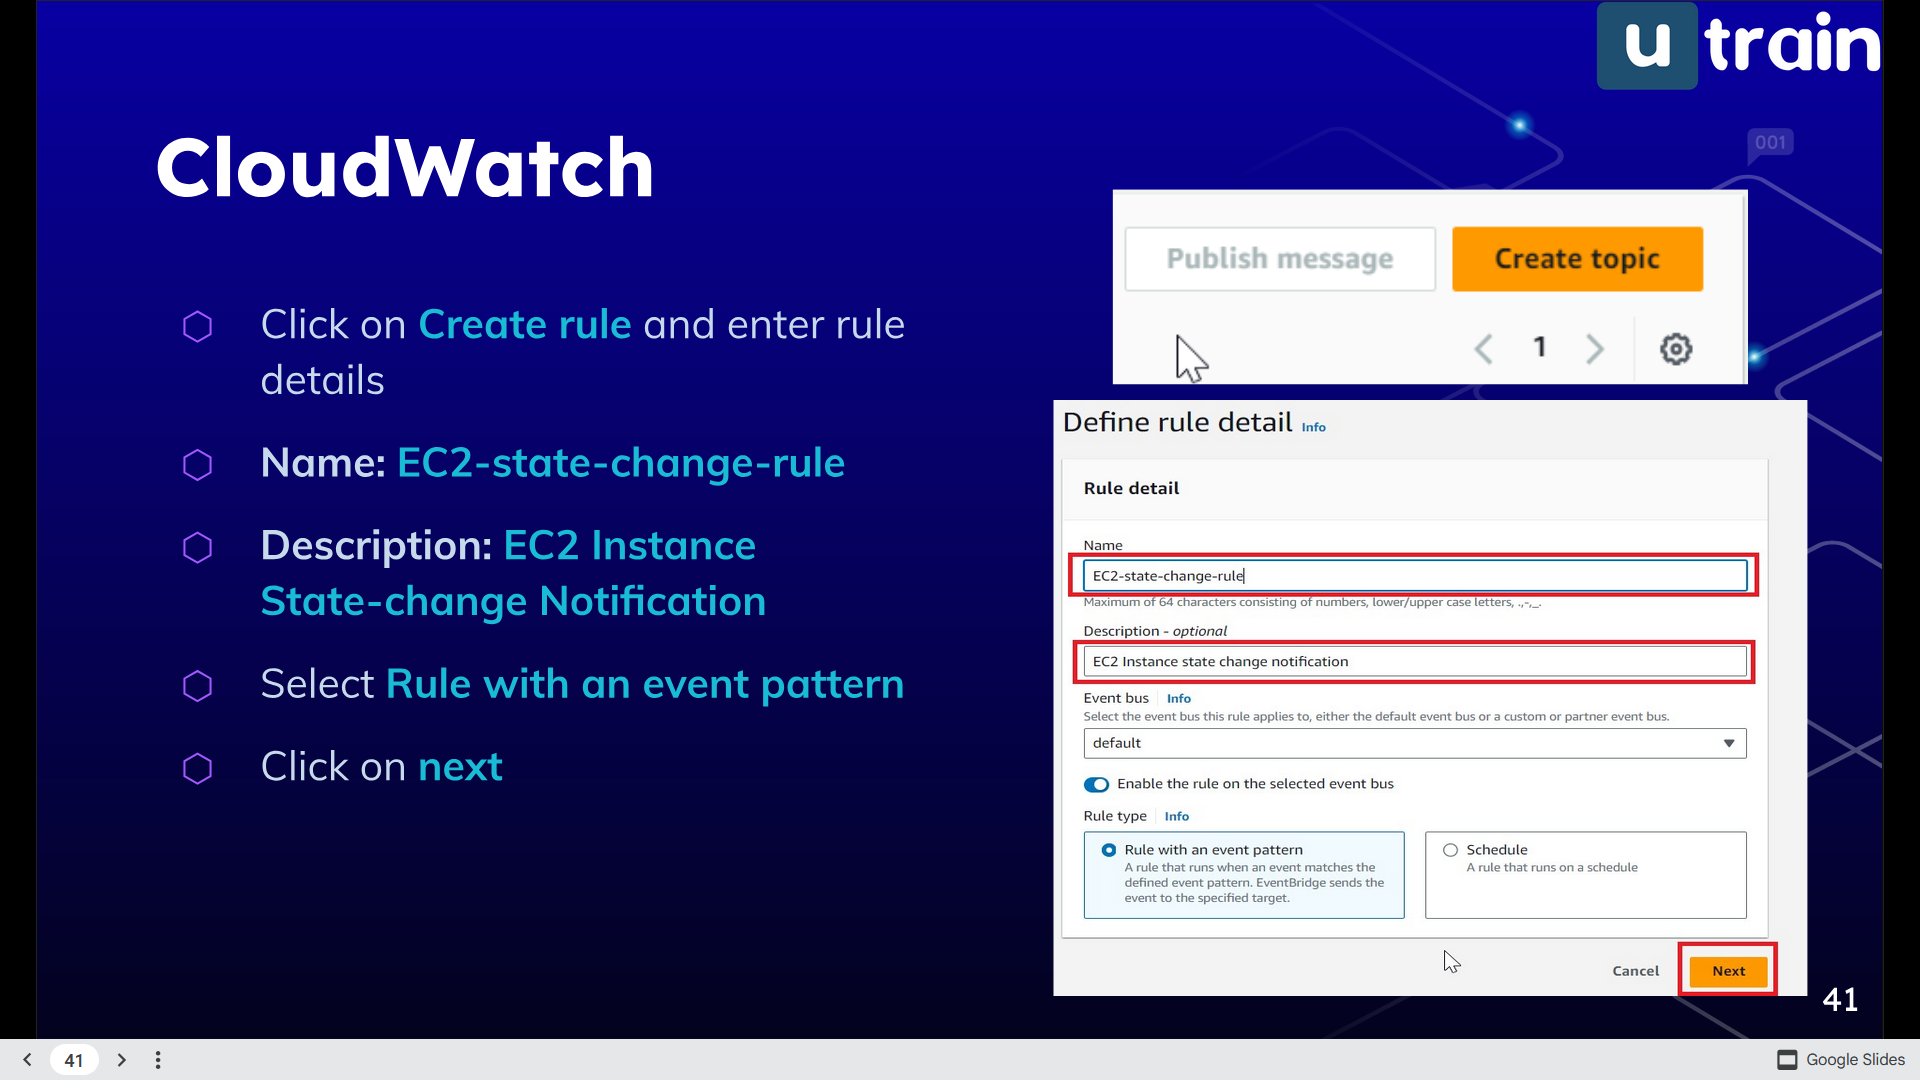 u train
001
CloudWatch
Click on Create rule and enter rule
details
Name: EC2-state-change-rule
Description: EC2 Instance
State-change Notification
Select Rule with an event pattern
Click on next
Publish message
Create topic
1
Define rule detail Info
Rule detail
Name
EC2-state-change-rule
Maximum of 64 characters consisting of numbers, lower/upper case letters, .,-,_.
Description - optional
EC2 Instance state change notification
Event bus Info
Select the event bus this rule applies to, either the default event bus or a custom or partner event bus.
default
Enable the rule on the selected event bus
Rule type Info
Rule with an event pattern
A rule that runs when an event matches the
defined event pattern. EventBridge sends the
event to the specified target.
Schedule
A rule that runs on a schedule
Cancel
Next
41
41
Google Slides